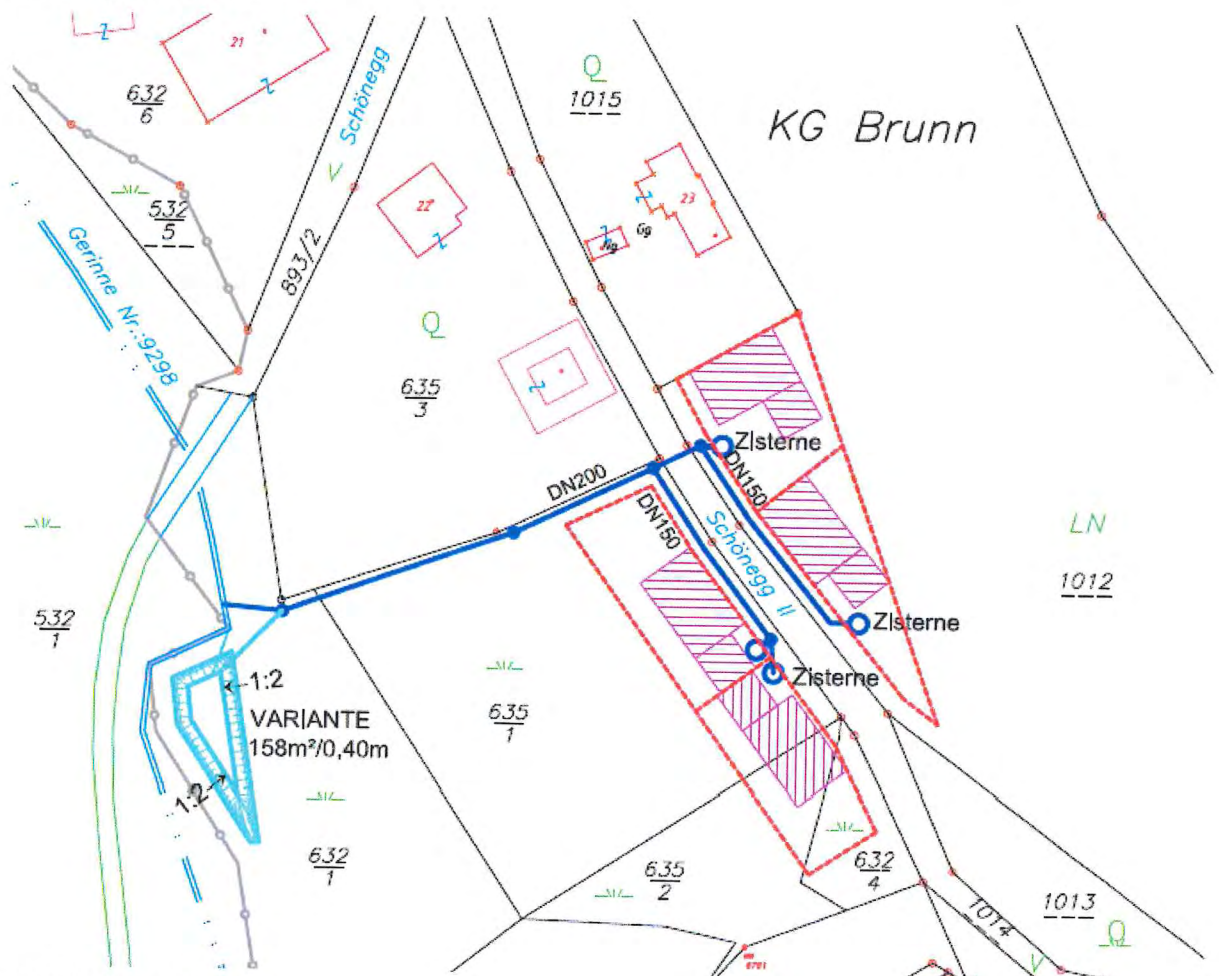 21
632
6
Schönegg
V
Q
1015
KG Brunn
532
5
Gerinne Nr.:9298
893/2
22
23
Gg
Q
635
3
Zisterne
DN200
DN150
DN150
Schönegg II
LN
1012
532
1
Zisterne
Zisterne
1:2
VARIANTE
158m²/0,40m
1:2
635
1
632
1
635
2
632
4
1014
1013
Q
V